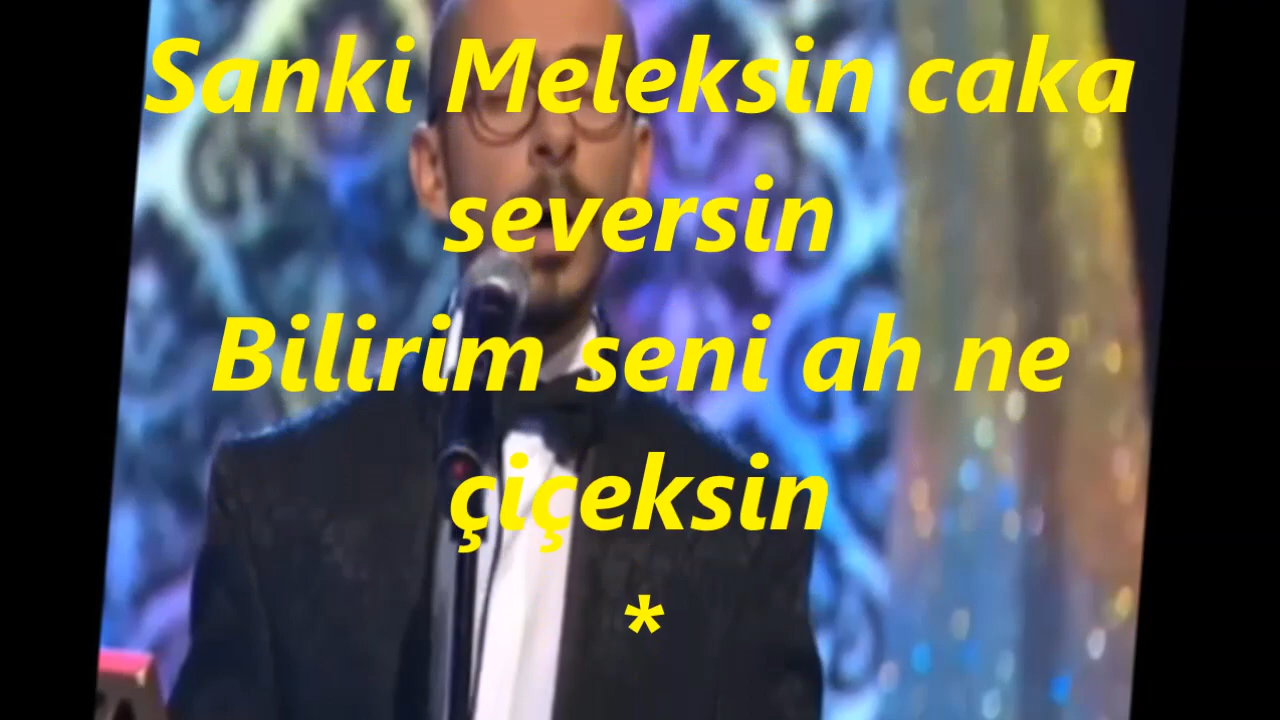 Sanki Meleksin caka
seversin
Bilirim seni ah ne
çiçeksin
*